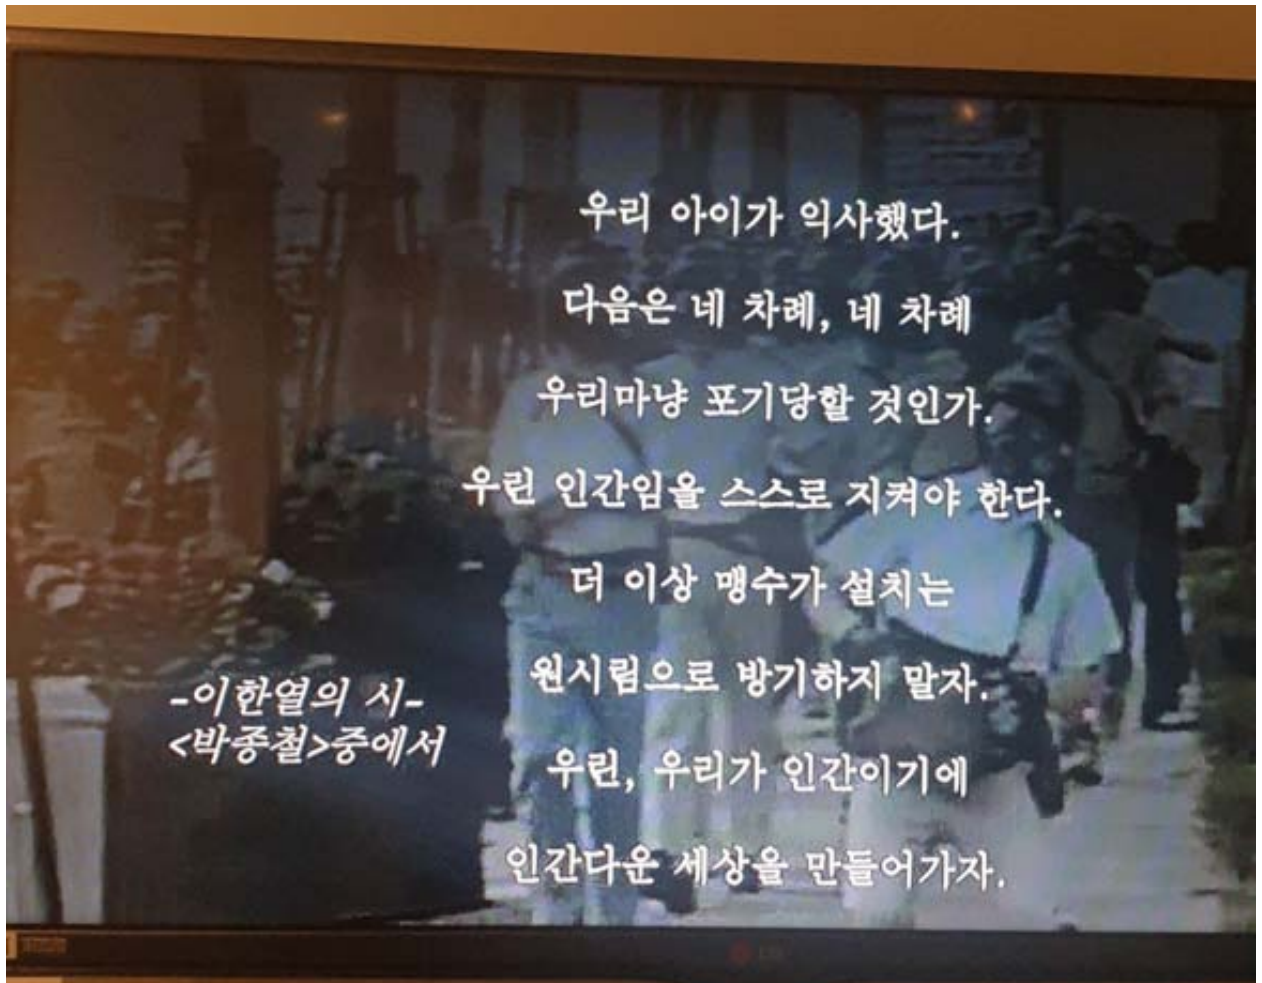 우리 아이가 익사했다.
다음은 네 차례, 네 차례
우리마냥 포기당할 것인가.
우린 인간임을 스스로 지켜야 한다.
더 이상 맹수가 설치는
원시림으로 방기하지 말자.
우린, 우리가 인간이기에
인간다운 세상을 만들어가자.
-이한열의 시-
<박종철>중에서